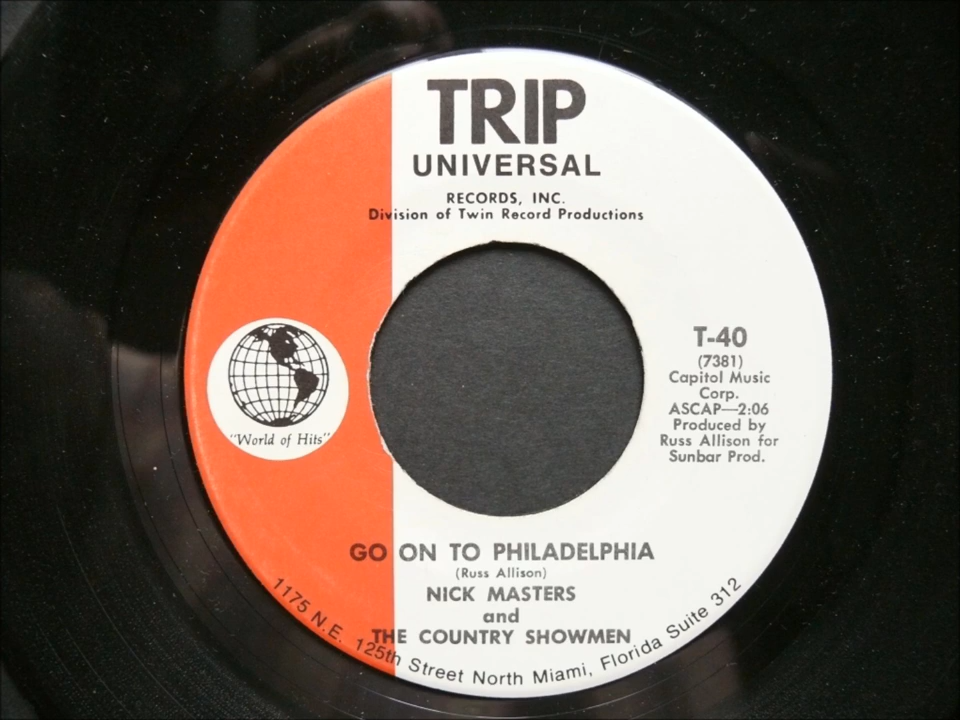 TRIP
UNIVERSAL
RECORDS, INC.
Division of Twin Record Productions
T-40
(7381)
Capitol Music
Corp.
ASCAP—2:06
Produced by
Russ Allison for
Sunbar Prod.
"World of Hits"
GO ON TO PHILADELPHIA
(Russ Allison)
NICK MASTERS
and
THE COUNTRY SHOWMEN
1175 N.E. 125th Street North Miami, Florida Suite 312